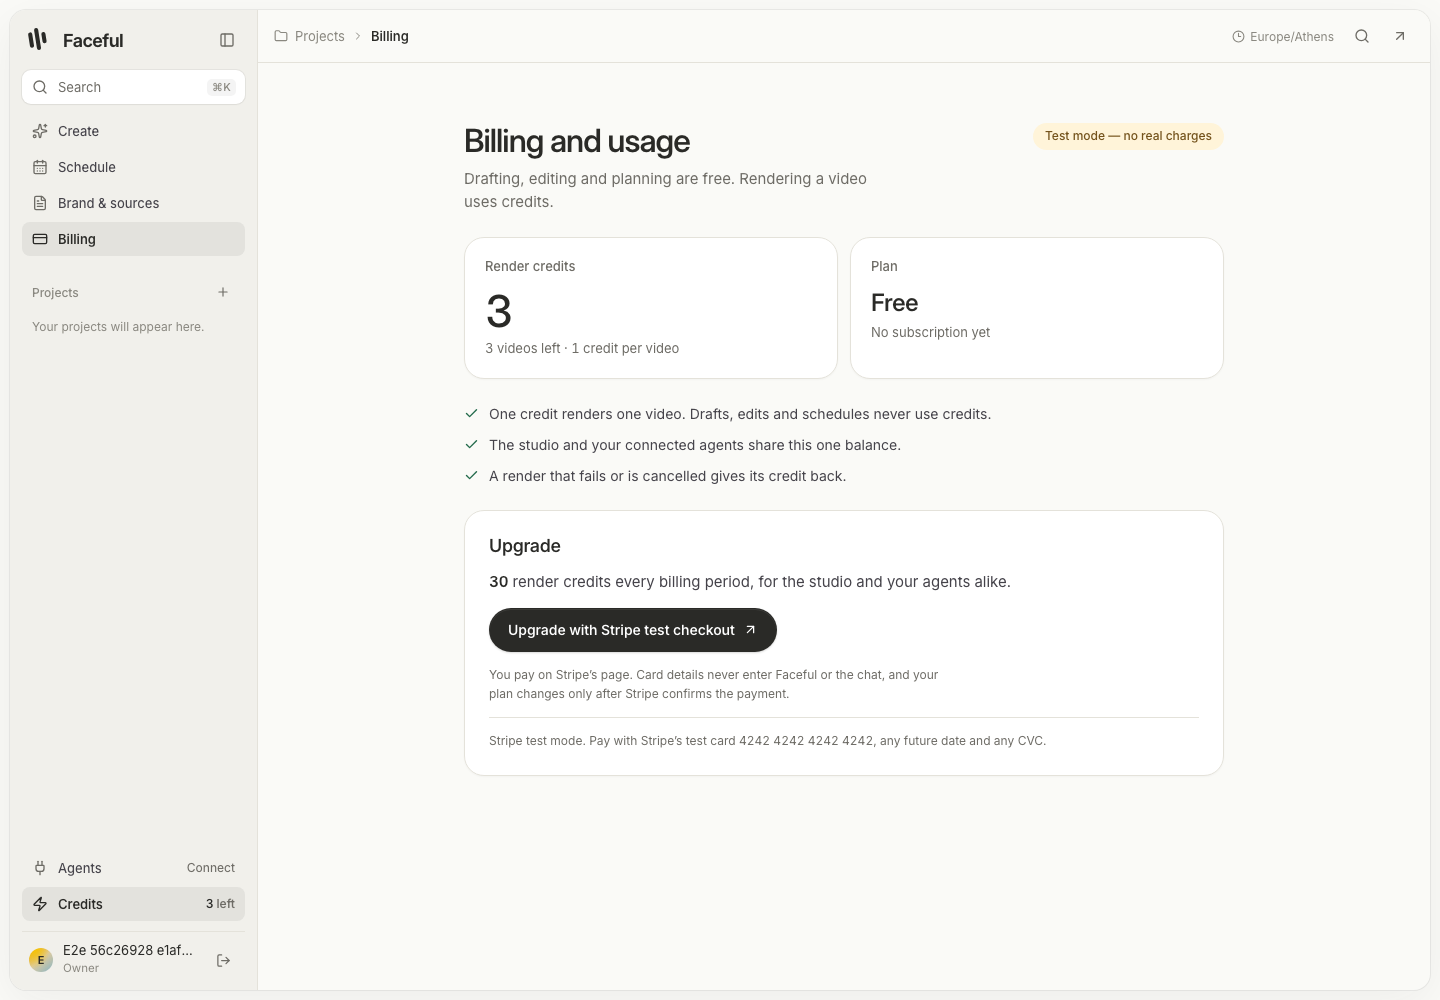 Faceful
Search ⌘K
Create
Schedule
Brand & sources
Billing
Projects
Your projects will appear here.
Agents Connect
Credits 3 left
E E2e 56c26928 e1af...
Owner
Projects Billing
Europe/Athens
Billing and usage
Test mode — no real charges
Drafting, editing and planning are free. Rendering a video
uses credits.
Render credits
3
3 videos left · 1 credit per video
Plan
Free
No subscription yet
One credit renders one video. Drafts, edits and schedules never use credits.
The studio and your connected agents share this one balance.
A render that fails or is cancelled gives its credit back.
Upgrade
30 render credits every billing period, for the studio and your agents alike.
Upgrade with Stripe test checkout
You pay on Stripe’s page. Card details never enter Faceful or the chat, and your
plan changes only after Stripe confirms the payment.
Stripe test mode. Pay with Stripe’s test card 4242 4242 4242 4242, any future date and any CVC.